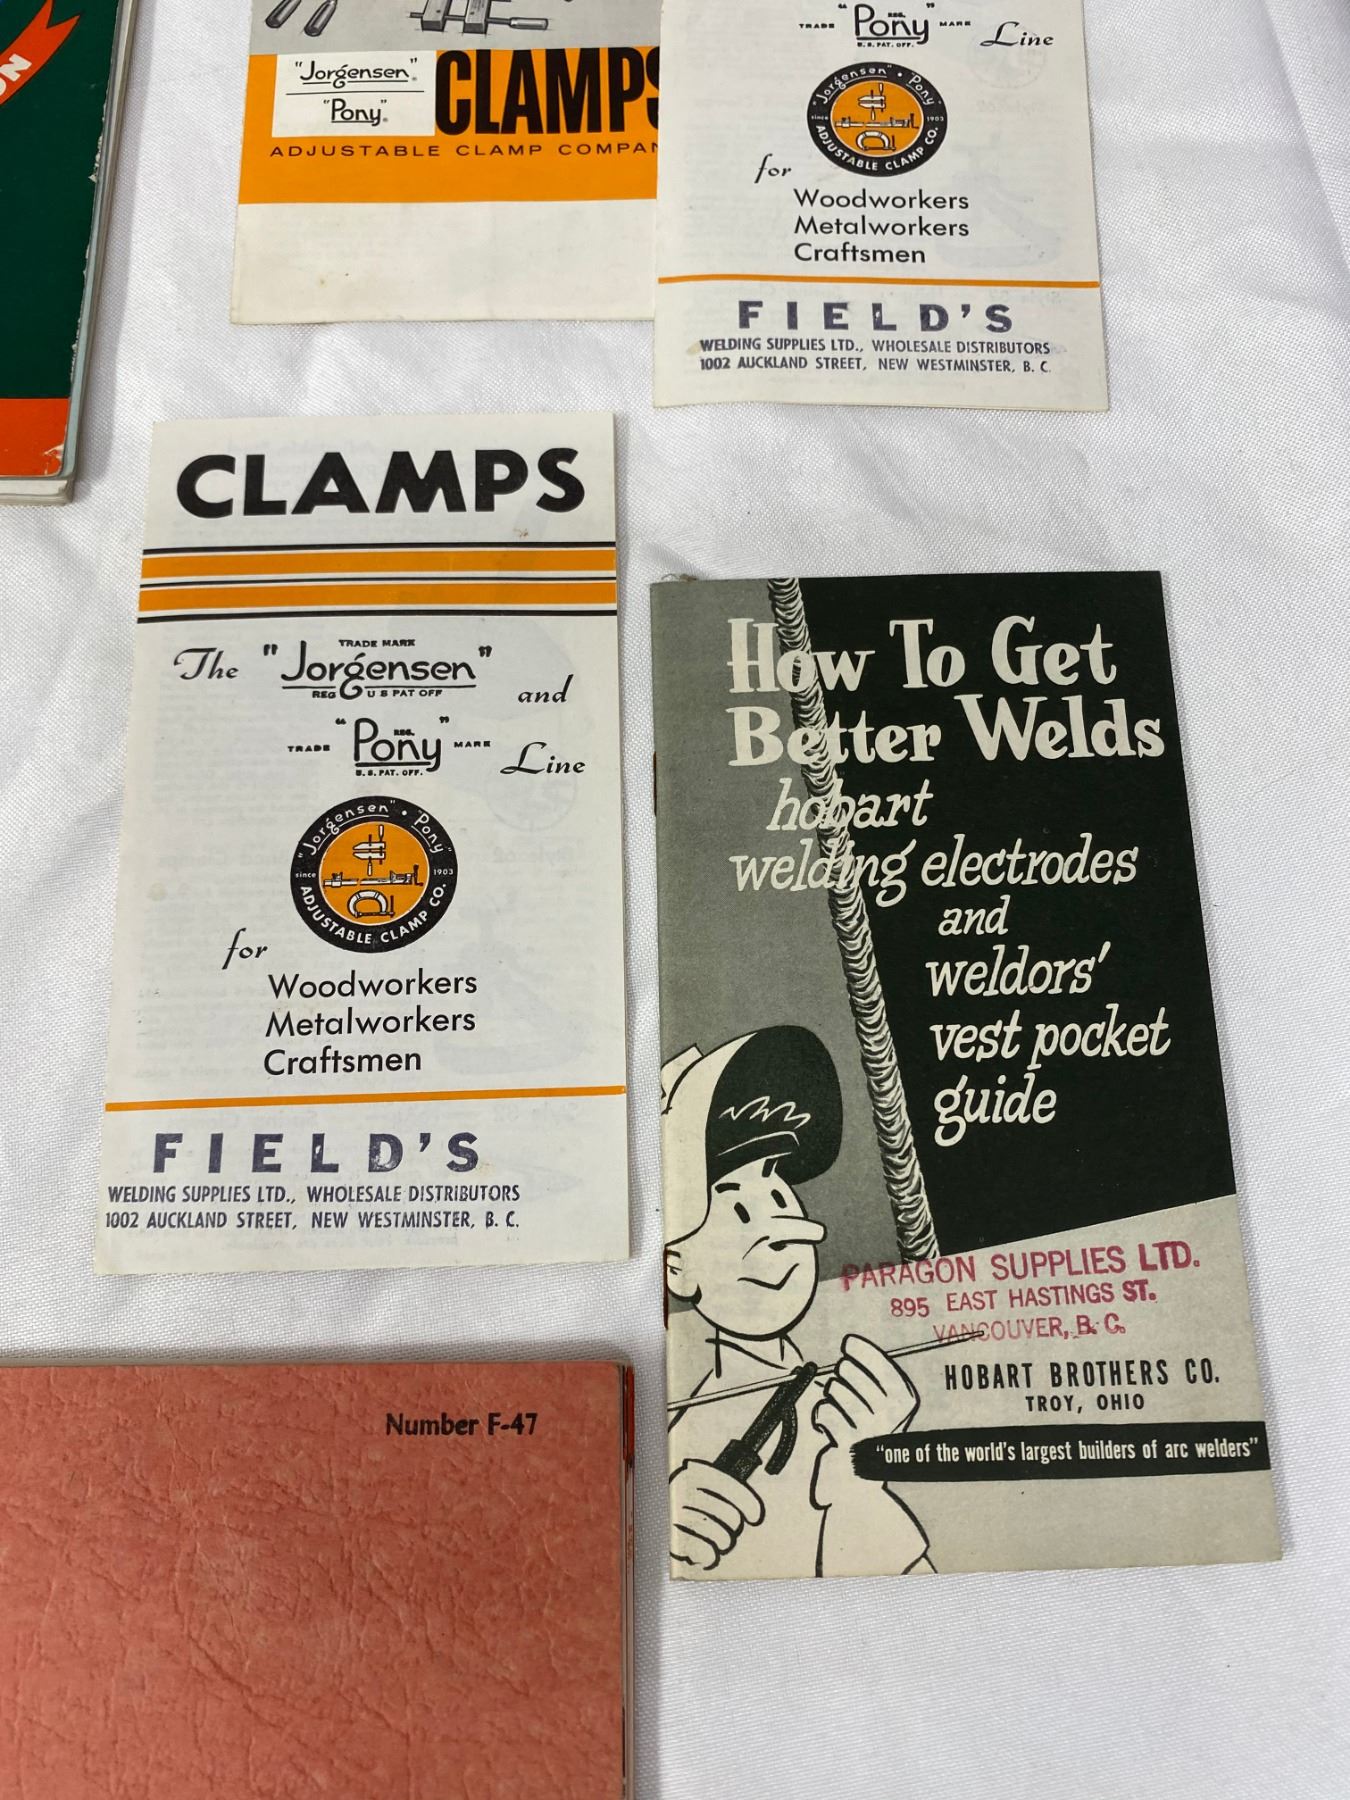 ON
"Jorgensen"®
"Pony"®
CLAMPS
ADJUSTABLE CLAMP COMPAN
TRADE "Pony" MARK
REG.
U.S. PAT. OFF.
Line
"Jorgensen" • "Pony"
since 1903
ADJUSTABLE CLAMP CO.
for
Woodworkers
Metalworkers
Craftsmen
FIELD'S
WELDING SUPPLIES LTD., WHOLESALE DISTRIBUTORS
1002 AUCKLAND STREET, NEW WESTMINSTER, B. C.
CLAMPS
TRADE MARK
The "Jorgensen"
REG U S PAT OFF
and
REG.
TRADE "Pony" MARK
U.S. PAT. OFF.
Line
"Jorgensen" • "Pony"
since 1903
ADJUSTABLE CLAMP CO.
for
Woodworkers
Metalworkers
Craftsmen
FIELD'S
WELDING SUPPLIES LTD., WHOLESALE DISTRIBUTORS
1002 AUCKLAND STREET, NEW WESTMINSTER, B. C.
How To Get
Better Welds
hobart
welding electrodes
and
weldors'
vest pocket
guide
PARAGON SUPPLIES LTD.
895 EAST HASTINGS ST.
VANCOUVER, B. C.
HOBART BROTHERS CO.
TROY, OHIO
"one of the world's largest builders of arc welders"
Number F-47